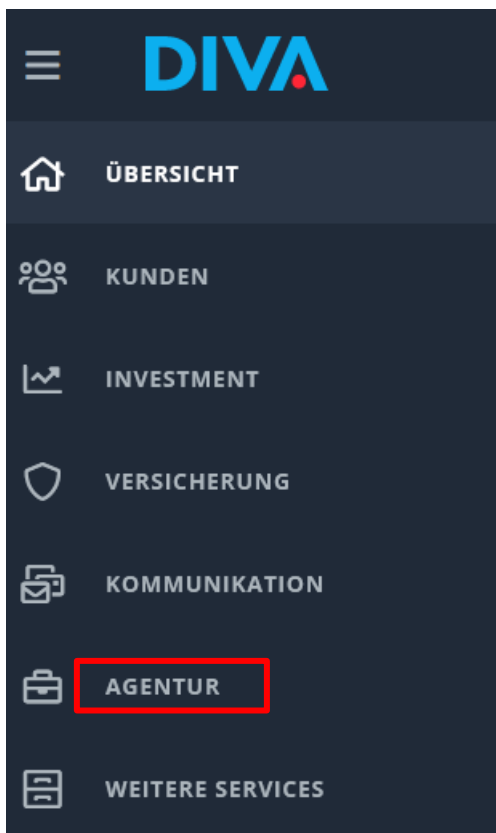 DIVA
ÜBERSICHT
KUNDEN
INVESTMENT
VERSICHERUNG
KOMMUNIKATION
AGENTUR
WEITERE SERVICES